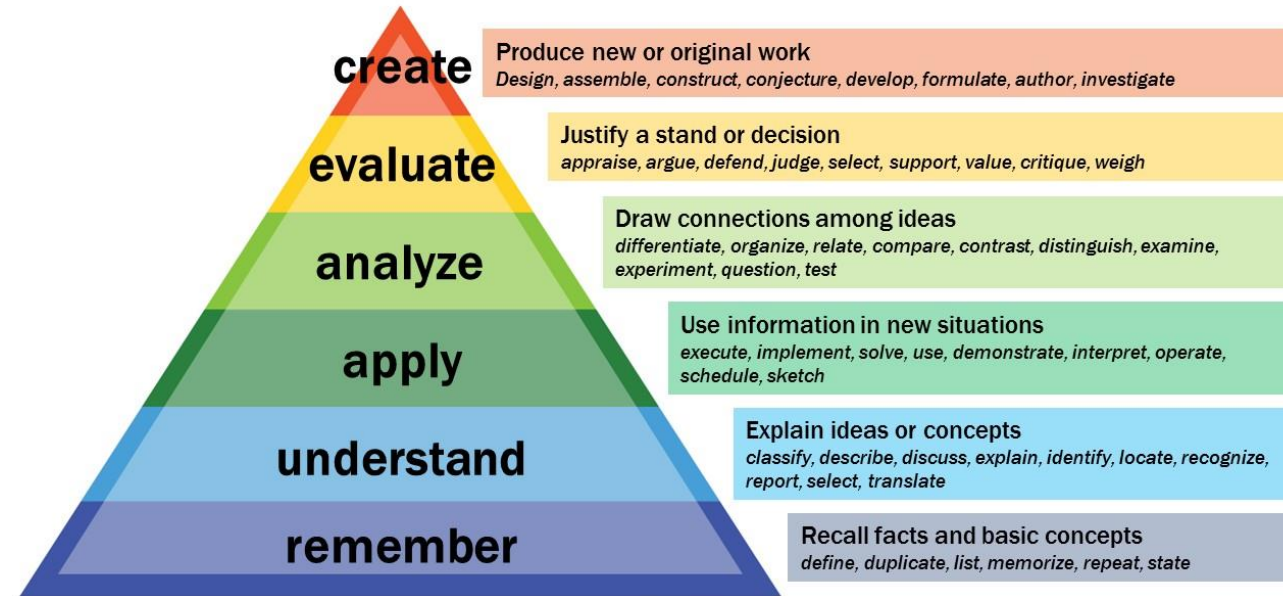 create
Produce new or original work
Design, assemble, construct, conjecture, develop, formulate, author, investigate
evaluate
Justify a stand or decision
appraise, argue, defend, judge, select, support, value, critique, weigh
analyze
Draw connections among ideas
differentiate, organize, relate, compare, contrast, distinguish, examine,
experiment, question, test
apply
Use information in new situations
execute, implement, solve, use, demonstrate, interpret, operate,
schedule, sketch
understand
Explain ideas or concepts
classify, describe, discuss, explain, identify, locate, recognize,
report, select, translate
remember
Recall facts and basic concepts
define, duplicate, list, memorize, repeat, state